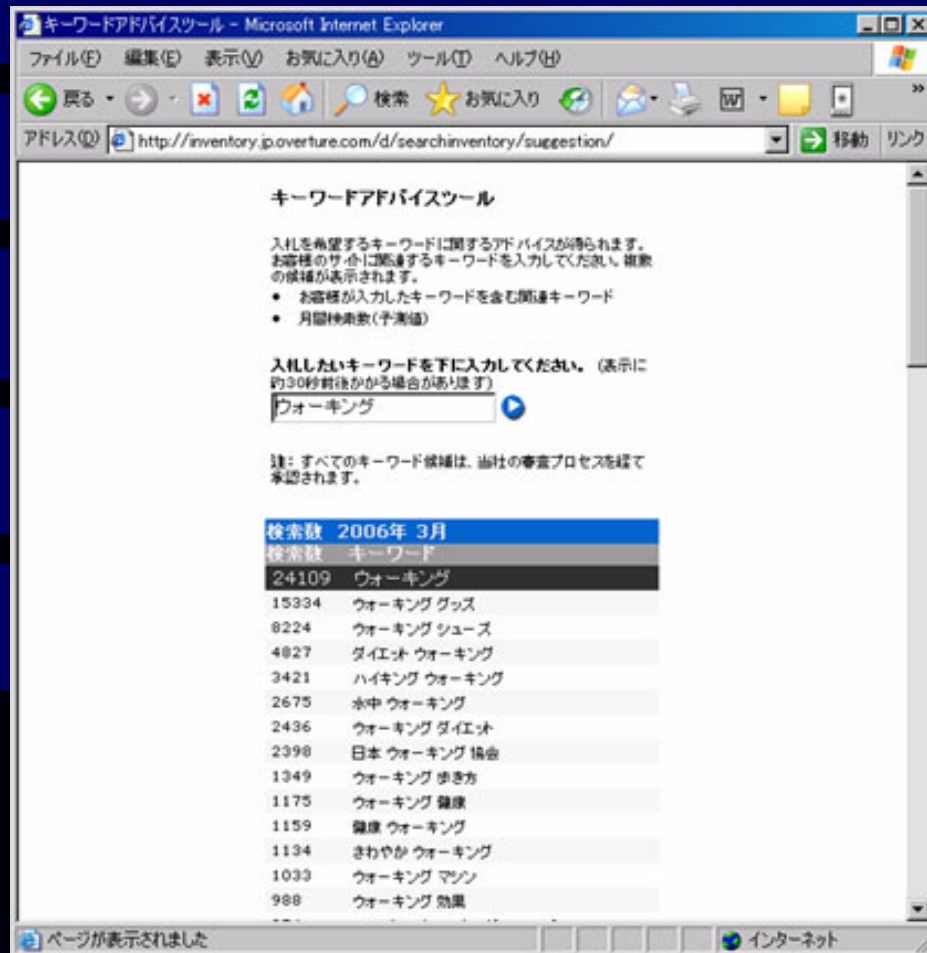 キーワードアドバイスツール - Microsoft Internet Explorer
ファイル(F) 編集(E) 表示(V) お気に入り(A) ツール(T) ヘルプ(H)
戻る 検索 お気に入り
アドレス(D) http://inventory.jp.overture.com/d/searchinventory/suggestion/ 移動 リンク
キーワードアドバイスツール
入札を希望するキーワードに関するアドバイスが得られます。
お客様のサイトに関連するキーワードを入力してください。複数
の候補が表示されます。
• お客様が入力したキーワードを含む関連キーワード
• 月間検索数(予測値)
入札したいキーワードを下に入力してください。 (表示に
約30秒前後かかる場合があります)
ウォーキング
注: すべてのキーワード候補は、当社の審査プロセスを経て
承認されます。
検索数 2006年 3月
検索数 キーワード
24109 ウォーキング
15334 ウォーキング グッズ
8224 ウォーキング シューズ
4827 ダイエット ウォーキング
3421 ハイキング ウォーキング
2675 水中 ウォーキング
2436 ウォーキング ダイエット
2398 日本 ウォーキング 協会
1349 ウォーキング 歩き方
1175 ウォーキング 健康
1159 健康 ウォーキング
1134 さわやか ウォーキング
1033 ウォーキング マシン
988 ウォーキング 効果
ページが表示されました インターネット